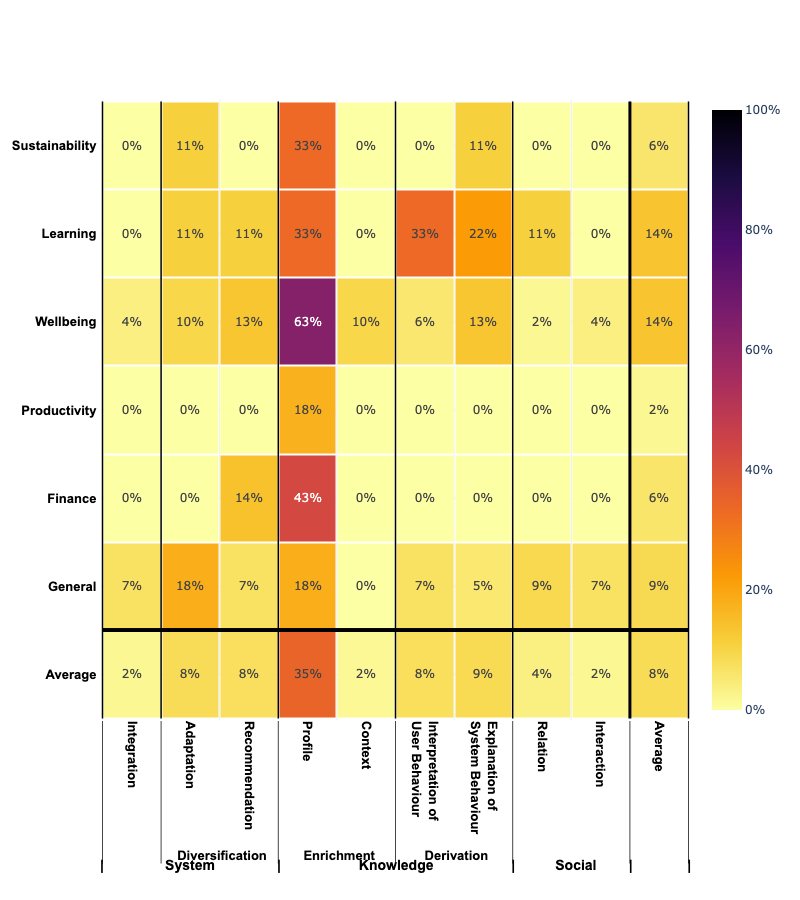 100%
Sustainability 0% 11% 0% 33% 0% 0% 11% 0% 0% 6%
Learning 0% 11% 11% 33% 0% 33% 22% 11% 0% 14%
80%
Wellbeing 4% 10% 13% 63% 10% 6% 13% 2% 4% 14%
60%
Productivity 0% 0% 0% 18% 0% 0% 0% 0% 0% 2%
40%
Finance 0% 0% 14% 43% 0% 0% 0% 0% 0% 6%
General 7% 18% 7% 18% 0% 7% 5% 9% 7% 9%
20%
Average 2% 8% 8% 35% 2% 8% 9% 4% 2% 8%
0%
Integration
Adaptation
Recommendation
Profile
Context
Interpretation of
User Behaviour
Explanation of
System Behaviour
Relation
Interaction
Average
Diversification Enrichment Derivation
System Knowledge Social